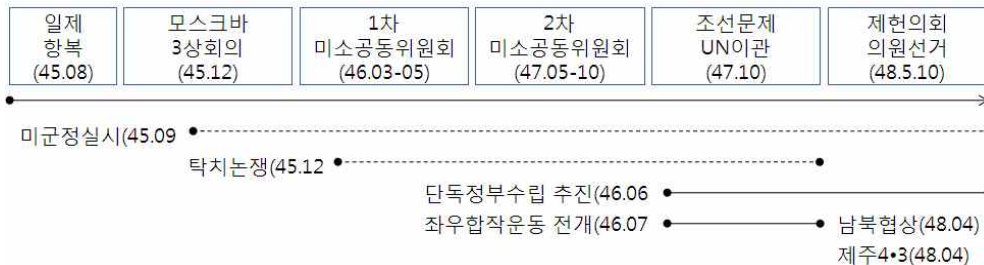 일제
항복
(45.08)
모스크바
3상회의
(45.12)
1차
미소공동위원회
(46.03-05)
2차
미소공동위원회
(47.05-10)
조선문제
UN이관
(47.10)
제헌의회
의원선거
(48.5.10)
미군정실시(45.09
탁치논쟁(45.12
단독정부수립 추진(46.06
좌우합작운동 전개(46.07
남북협상(48.04)
제주4•3(48.04)